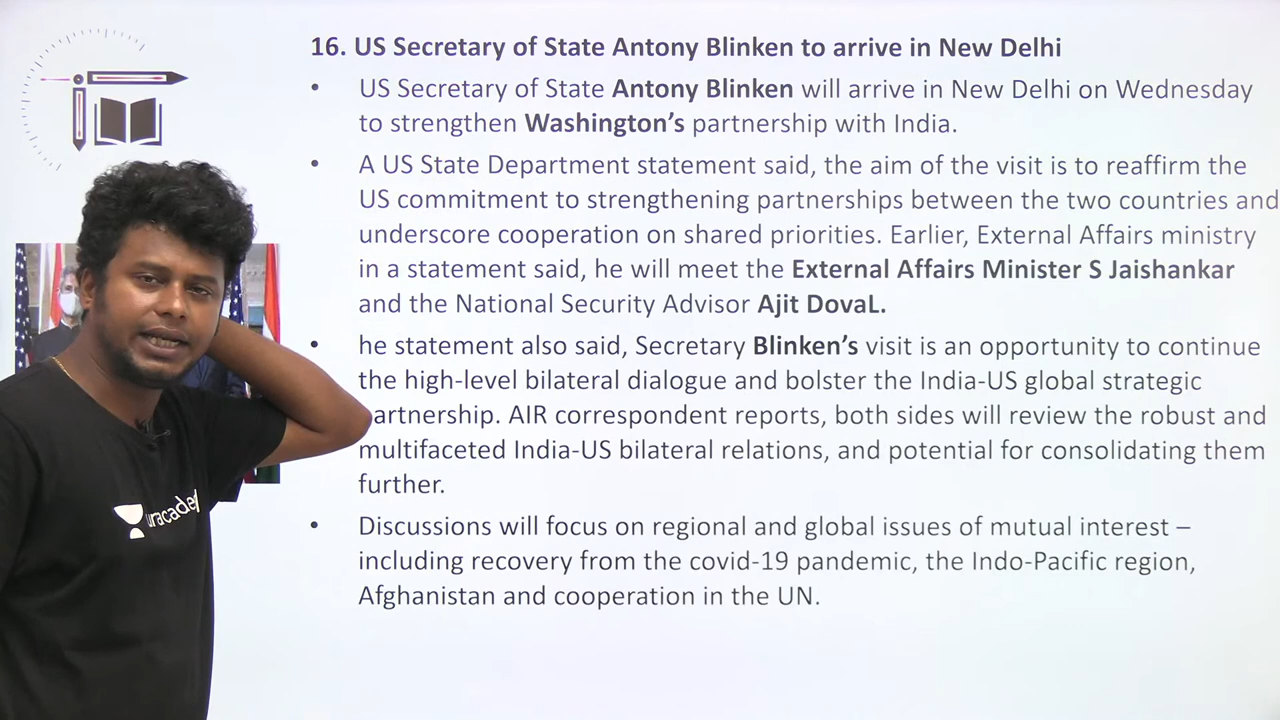 16. US Secretary of State Antony Blinken to arrive in New Delhi
• US Secretary of State Antony Blinken will arrive in New Delhi on Wednesday
to strengthen Washington's partnership with India.
• A US State Department statement said, the aim of the visit is to reaffirm the
US commitment to strengthening partnerships between the two countries and
underscore cooperation on shared priorities. Earlier, External Affairs ministry
in a statement said, he will meet the External Affairs Minister S Jaishankar
and the National Security Advisor Ajit DovaL.
• he statement also said, Secretary Blinken's visit is an opportunity to continue
the high-level bilateral dialogue and bolster the India-US global strategic
artnership. AIR correspondent reports, both sides will review the robust and
multifaceted India-US bilateral relations, and potential for consolidating them
further.
• Discussions will focus on regional and global issues of mutual interest –
including recovery from the covid-19 pandemic, the Indo-Pacific region,
Afghanistan and cooperation in the UN.